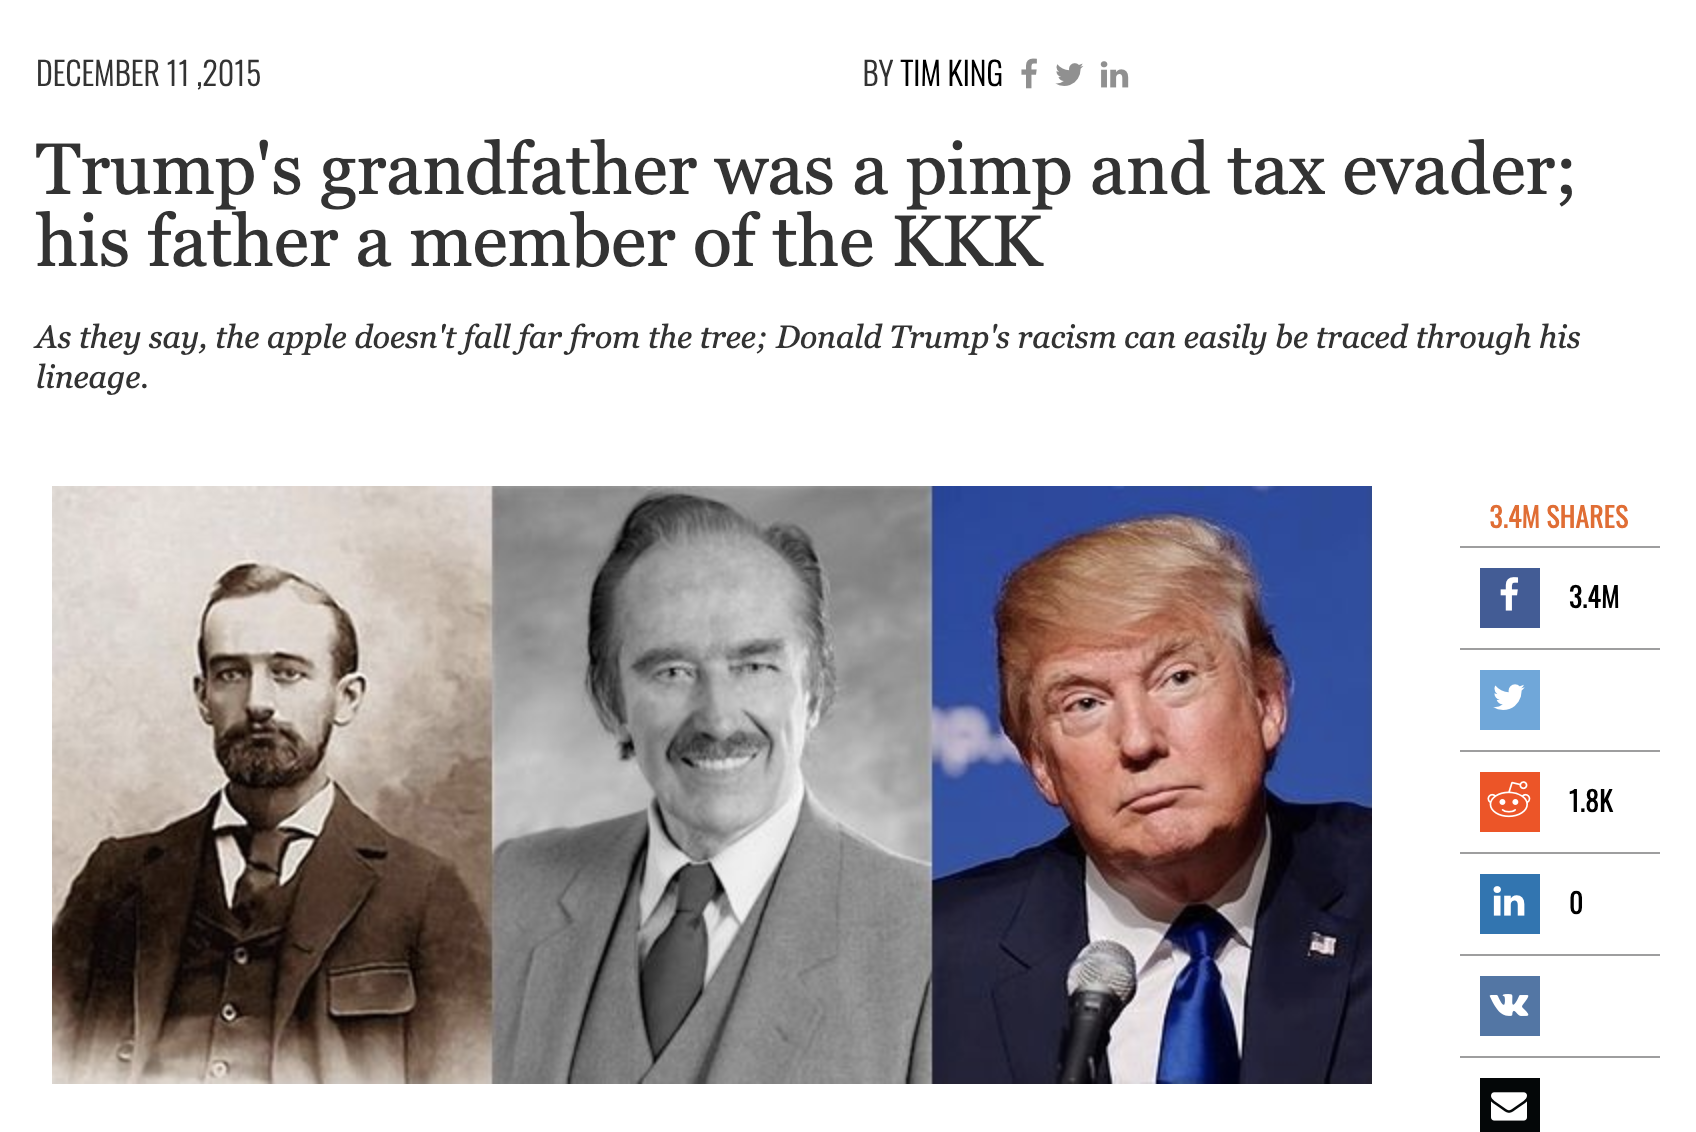 DECEMBER 11 ,2015
BY TIM KING
Trump's grandfather was a pimp and tax evader;
his father a member of the KKK
As they say, the apple doesn't fall far from the tree; Donald Trump's racism can easily be traced through his
lineage.
3.4M SHARES
3.4M
1.8K
0